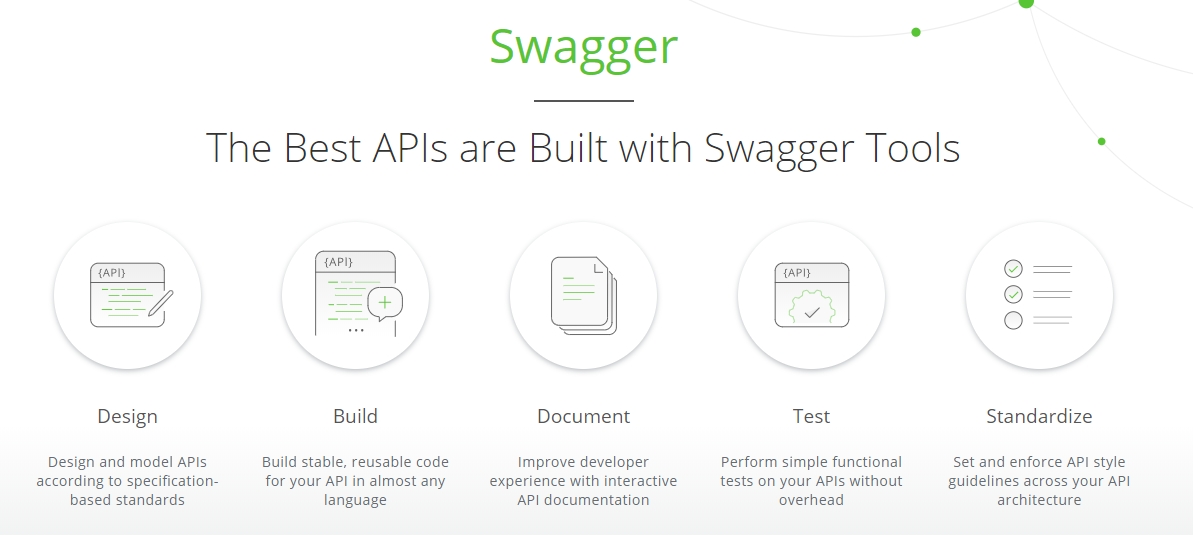 Swagger
The Best APIs are Built with Swagger Tools
{API}
{API}
{API}
Design
Build
Document
Test
Standardize
Design and model APIs
according to specification-
based standards
Build stable, reusable code
for your API in almost any
language
Improve developer
experience with interactive
API documentation
Perform simple functional
tests on your APIs without
overhead
Set and enforce API style
guidelines across your API
architecture